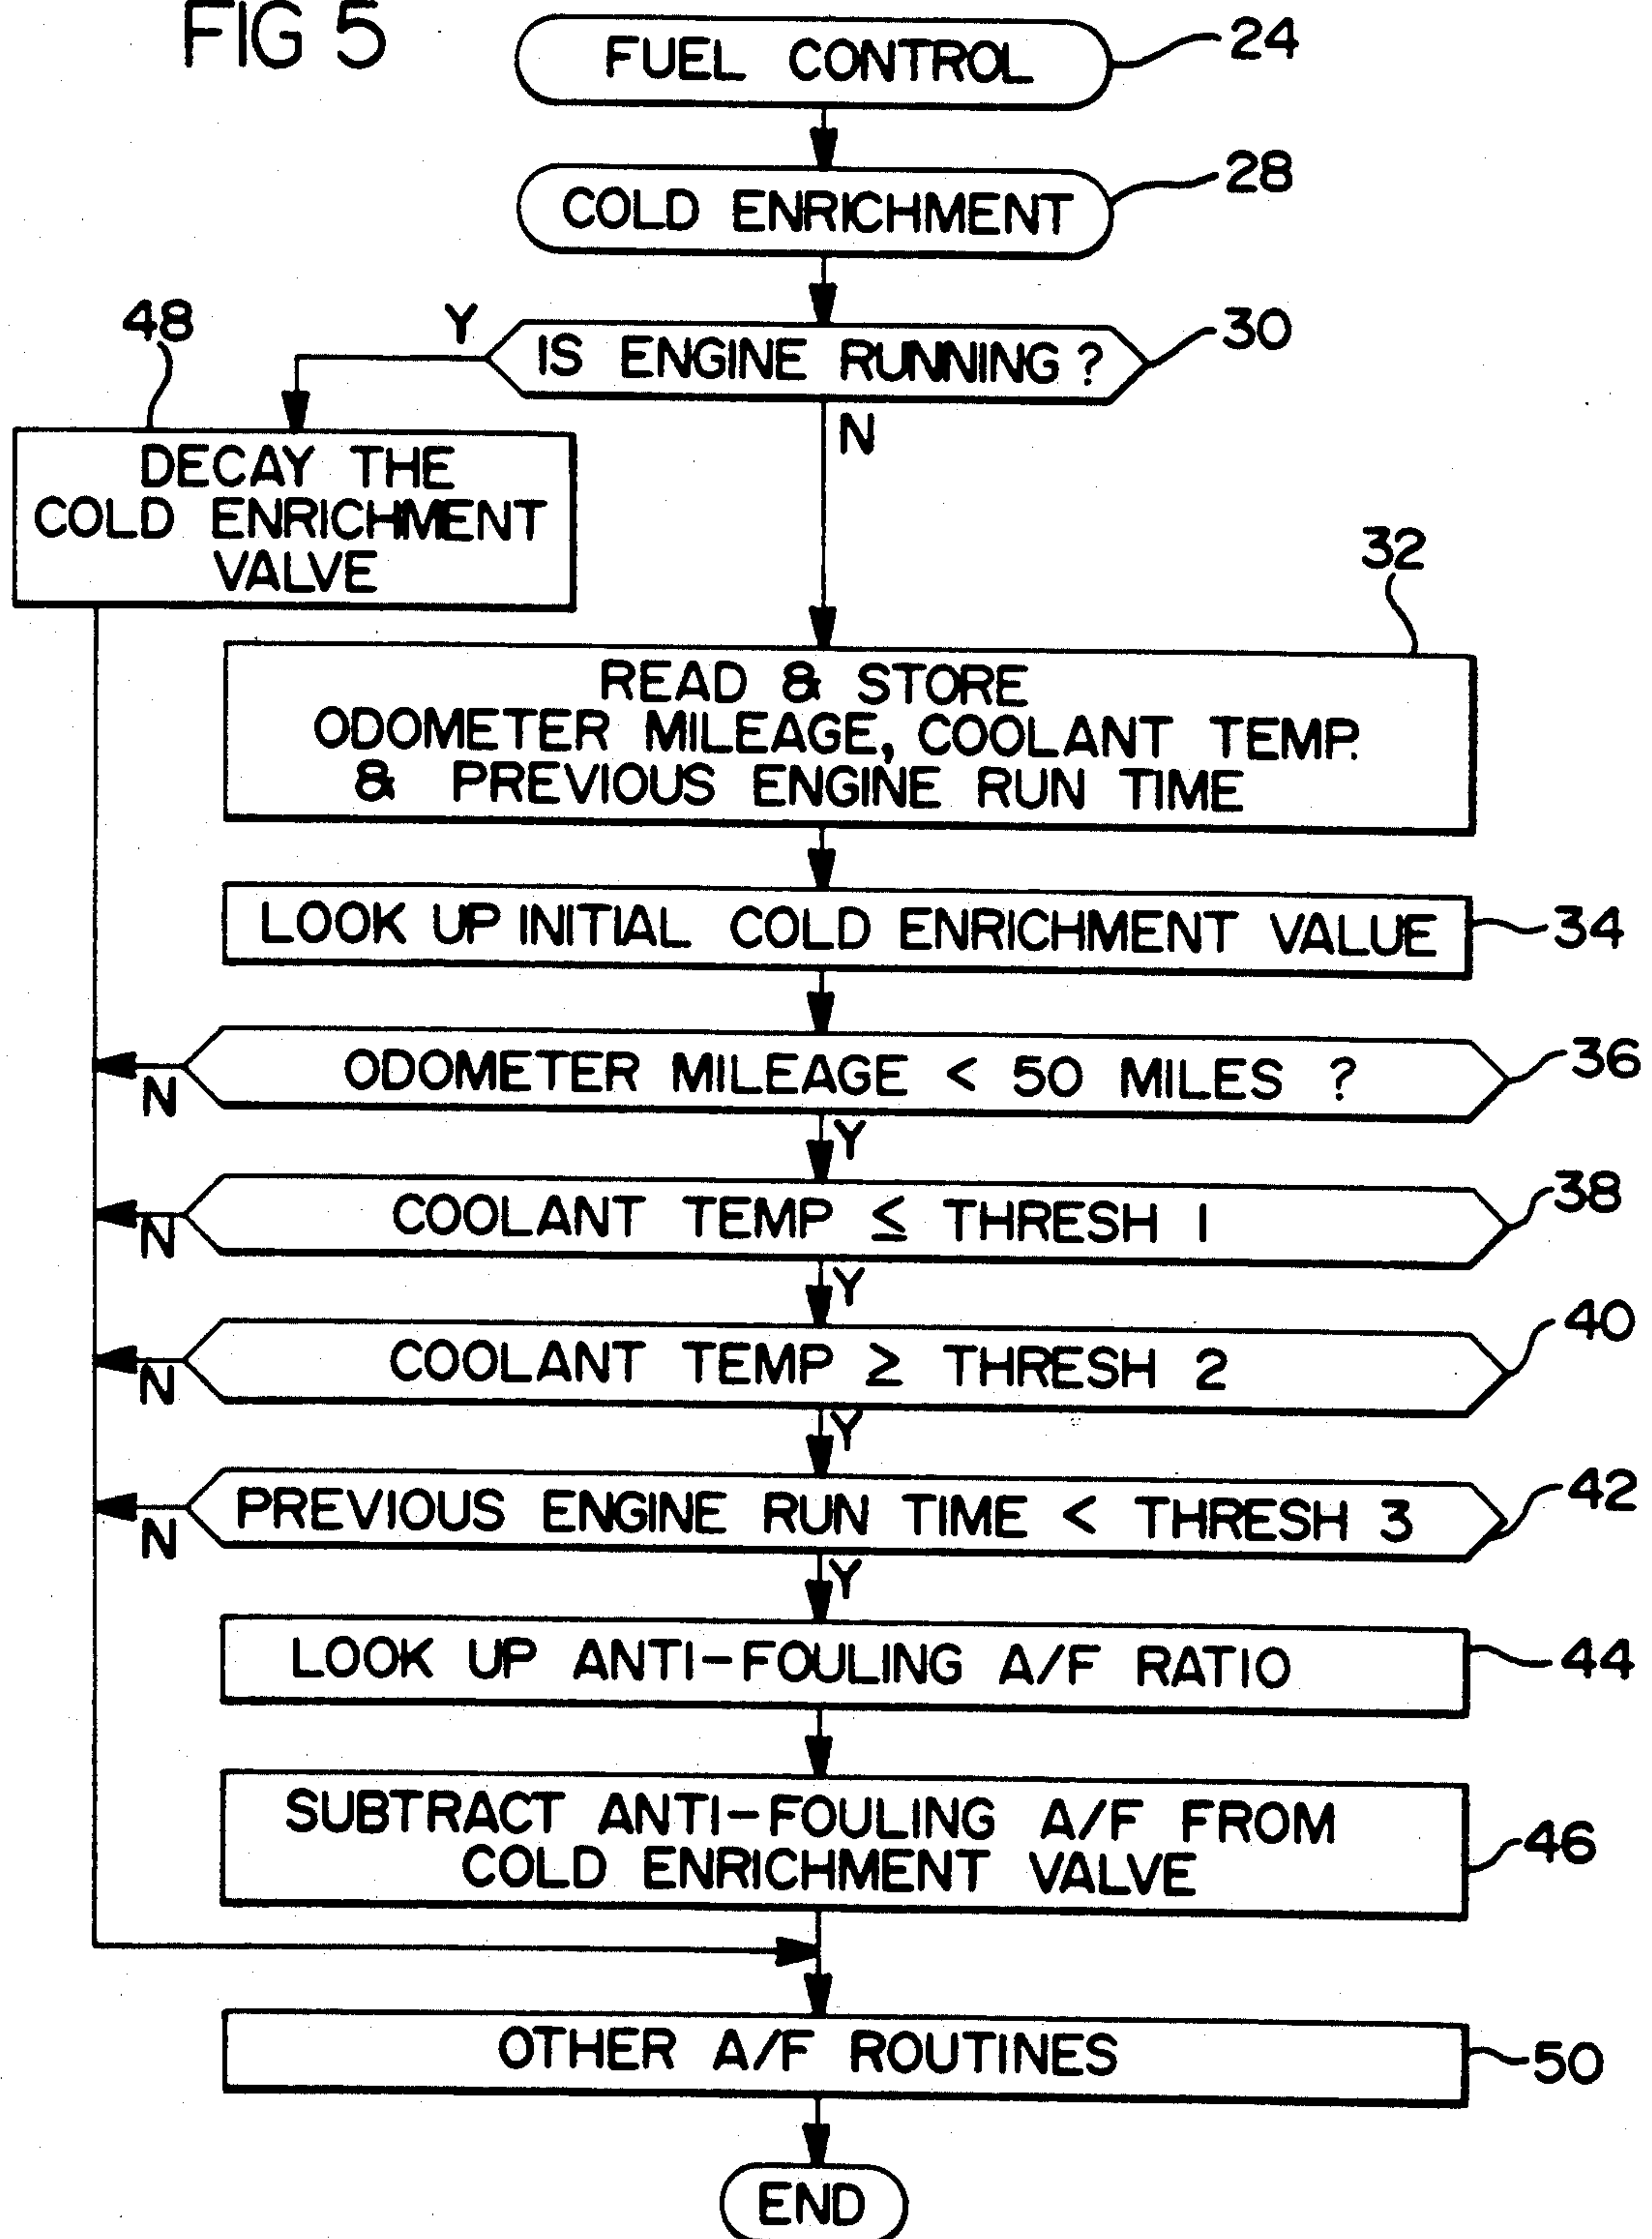 FIG 5
FUEL CONTROL
24
COLD ENRICHMENT
28
IS ENGINE RUNNING ?
30
Y
N
48
DECAY THE
COLD ENRICHMENT
VALVE
32
READ & STORE
ODOMETER MILEAGE, COOLANT TEMP.
& PREVIOUS ENGINE RUN TIME
LOOK UP INITIAL COLD ENRICHMENT VALUE
34
ODOMETER MILEAGE < 50 MILES ?
36
N
Y
COOLANT TEMP ≤ THRESH 1
38
N
Y
COOLANT TEMP ≥ THRESH 2
40
N
Y
PREVIOUS ENGINE RUN TIME < THRESH 3
42
N
Y
LOOK UP ANTI-FOULING A/F RATIO
44
SUBTRACT ANTI-FOULING A/F FROM
COLD ENRICHMENT VALVE
46
OTHER A/F ROUTINES
50
END